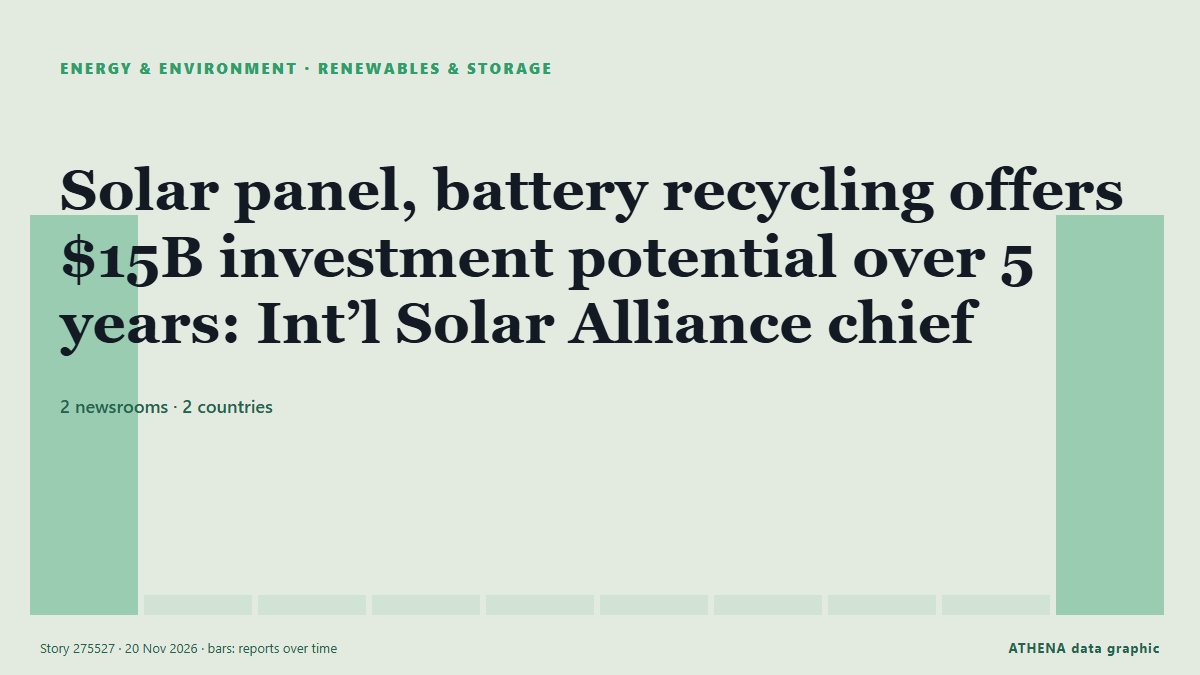 ENERGY & ENVIRONMENT · RENEWABLES & STORAGE
Solar panel, battery recycling offers
$15B investment potential over 5
years: Int’l Solar Alliance chief
2 newsrooms · 2 countries
Story 275527 · 20 Nov 2026 · bars: reports over time
ATHENA data graphic